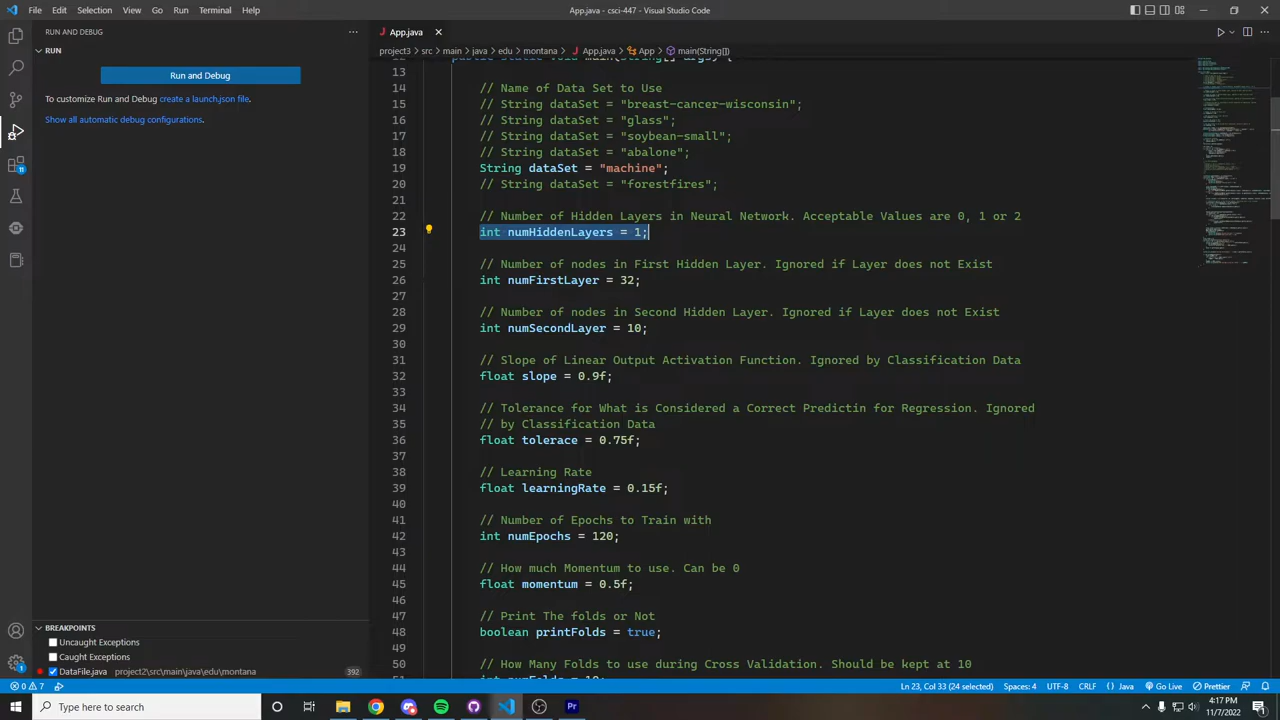 File Edit Selection View Go Run Terminal Help
App.java - csci-447 - Visual Studio Code
RUN AND DEBUG
RUN
Run and Debug
To customize Run and Debug create a launch.json file.
Show all automatic debug configurations.
BREAKPOINTS
Uncaught Exceptions
Caught Exceptions
DataFile.java project2\src\main\java\edu\montana 392
11
1
App.java
project3 > src > main > java > edu > montana > App.java > App > main(String[])
12 public static void main(String[] args) {
13
14 // Name of Data Set to Use
15 // String dataSet = "breast-cancer-wisconsin";
16 // String dataSet = "glass";
17 // String dataSet = "soybean-small";
18 // String dataSet = "abalone";
19 String dataSet = "machine";
20 // String dataSet = "forestfires";
21
22 // Number of Hidden Layers in Neural Network. Acceptable Values are 0, 1 or 2
23 int numHiddenLayers = 1;
24
25 // Number of nodes in First Hidden Layer. Ignored if Layer does not Exist
26 int numFirstLayer = 32;
27
28 // Number of nodes in Second Hidden Layer. Ignored if Layer does not Exist
29 int numSecondLayer = 10;
30
31 // Slope of Linear Output Activation Function. Ignored by Classification Data
32 float slope = 0.9f;
33
34 // Tolerance for What is Considered a Correct Predictin for Regression. Ignored
35 // by Classification Data
36 float tolerace = 0.75f;
37
38 // Learning Rate
39 float learningRate = 0.15f;
40
41 // Number of Epochs to Train with
42 int numEpochs = 120;
43
44 // How much Momentum to use. Can be 0
45 float momentum = 0.5f;
46
47 // Print The folds or Not
48 boolean printFolds = true;
49
50 // How Many Folds to use during Cross Validation. Should be kept at 10
51 int numFolds = 10;
0 7 Ln 23, Col 33 (24 selected) Spaces: 4 UTF-8 CRLF {} Java Go Live Prettier
Type here to search
Pr
4:17 PM
11/7/2022